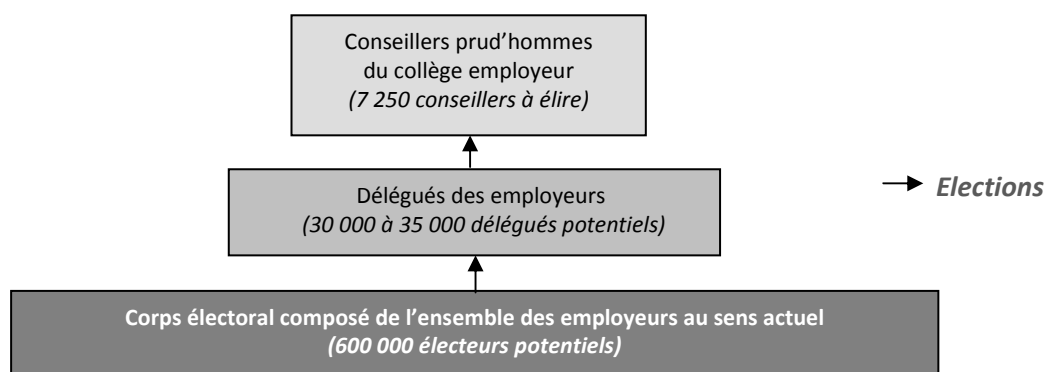 Conseillers prud’hommes
du collège employeur
(7 250 conseillers à élire)
Délégués des employeurs
(30 000 à 35 000 délégués potentiels)
Elections
Corps électoral composé de l’ensemble des employeurs au sens actuel
(600 000 électeurs potentiels)